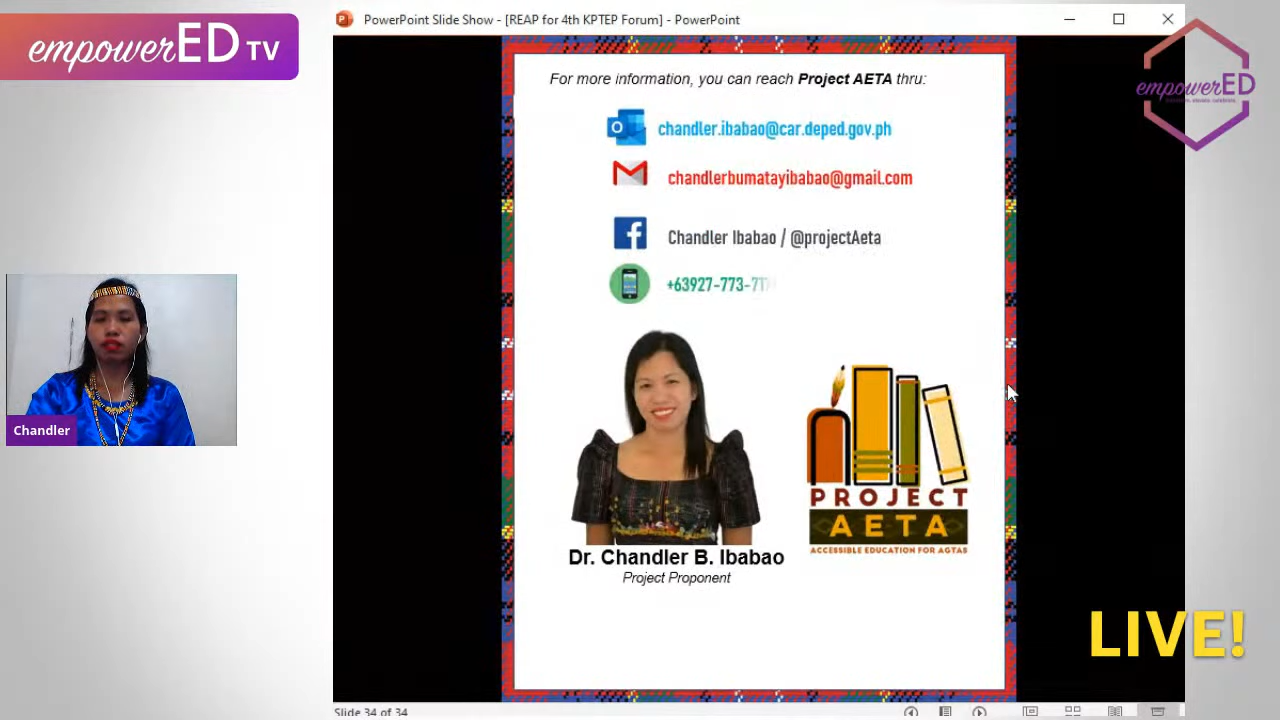 empowerED TV
PowerPoint Slide Show - [REAP for 4th KPTEP Forum] - PowerPoint
empowerED
For more information, you can reach Project AETA thru:
chandler.ibabao@car.deped.gov.ph
chandlerbumatayibabao@gmail.com
Chandler Ibabao / @projectAeta
+63927-773-
Chandler
PROJECT
AETA
ACCESSIBLE EDUCATION FOR AGTAS
Dr. Chandler B. Ibabao
Project Proponent
LIVE!
Slide 34 of 34